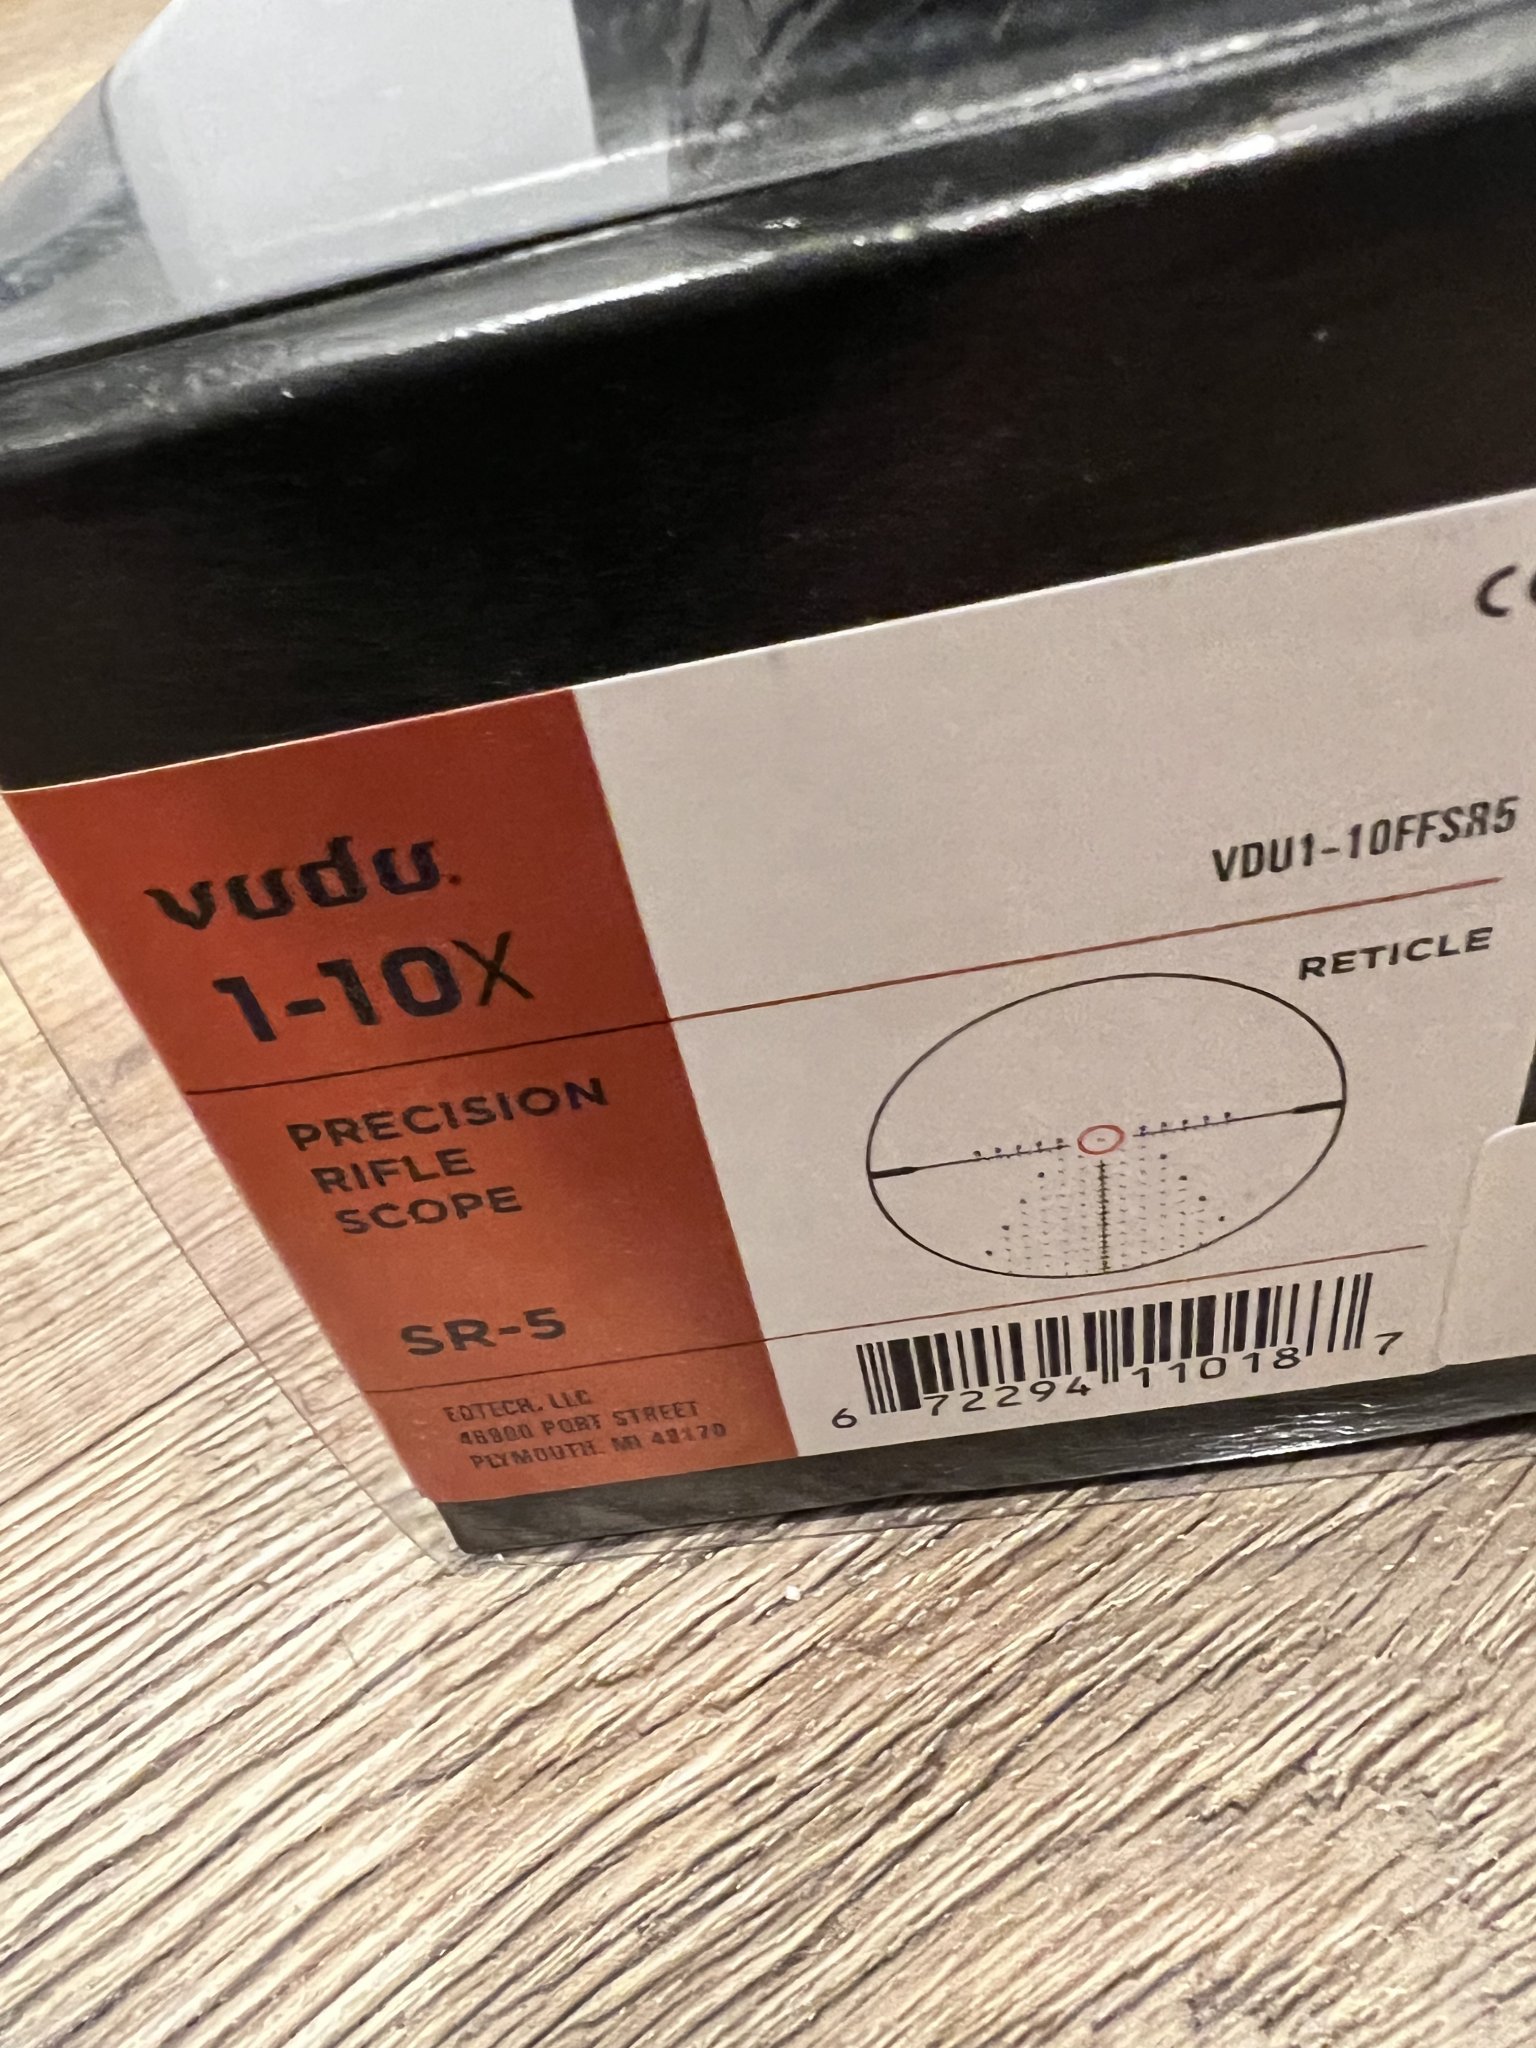 vudu
1-10X
PRECISION
RIFLE
SCOPE
SR-5
EOTECH, LLC
PORT STREET
PLYMOUTH, MI 48170
VDU1-10FFSR5
RETICLE
6 72294 11018 7